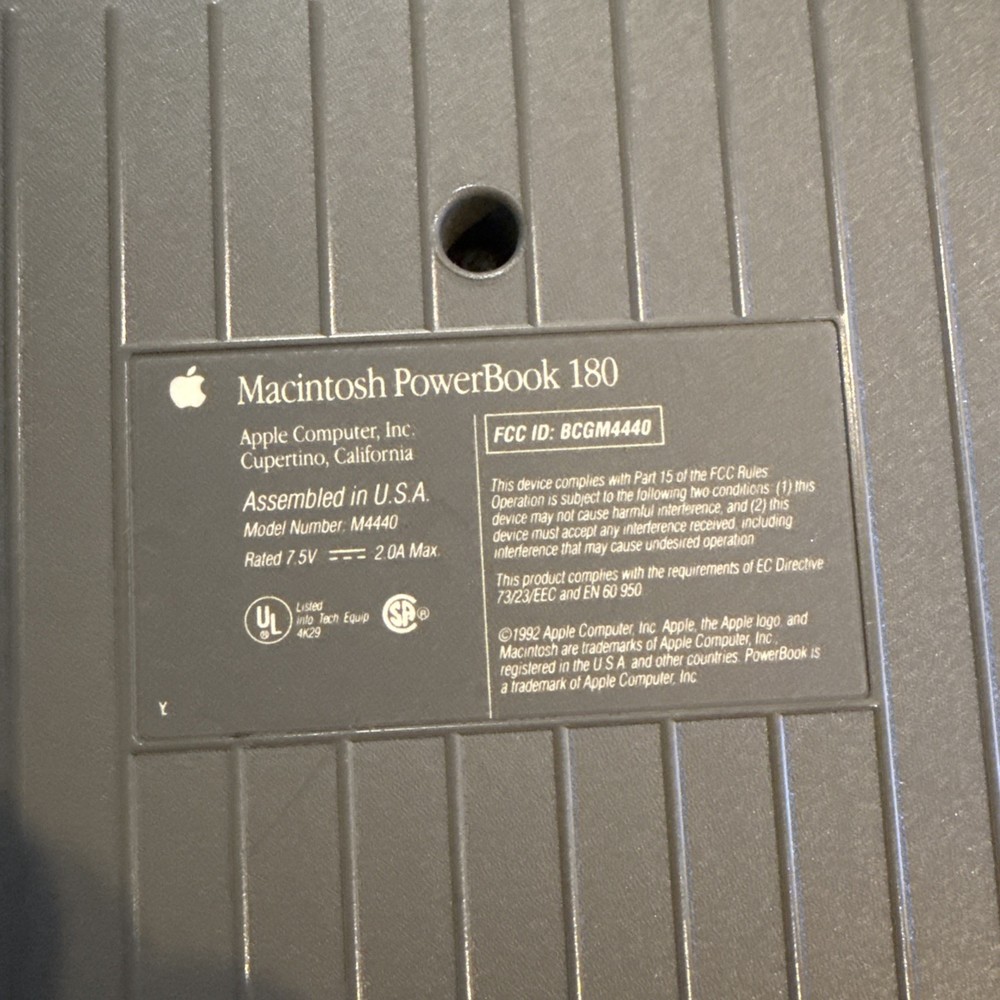 Macintosh PowerBook 180
Apple Computer, Inc.
Cupertino, California
Assembled in U.S.A.
Model Number: M4440
Rated 7.5V 2.0A Max.
UL
Listed
Info Tech Equip
4K29
SA
Y
FCC ID: BCGM4440
This device complies with Part 15 of the FCC Rules.
Operation is subject to the following two conditions: (1) this
device may not cause harmful interference, and (2) this
device must accept any interference received, including
interference that may cause undesired operation.
This product complies with the requirements of EC Directive
73/23/EEC and EN 60 950
©1992 Apple Computer, Inc. Apple, the Apple logo, and
Macintosh are trademarks of Apple Computer, Inc.,
registered in the U.S.A. and other countries. PowerBook is
a trademark of Apple Computer, Inc.